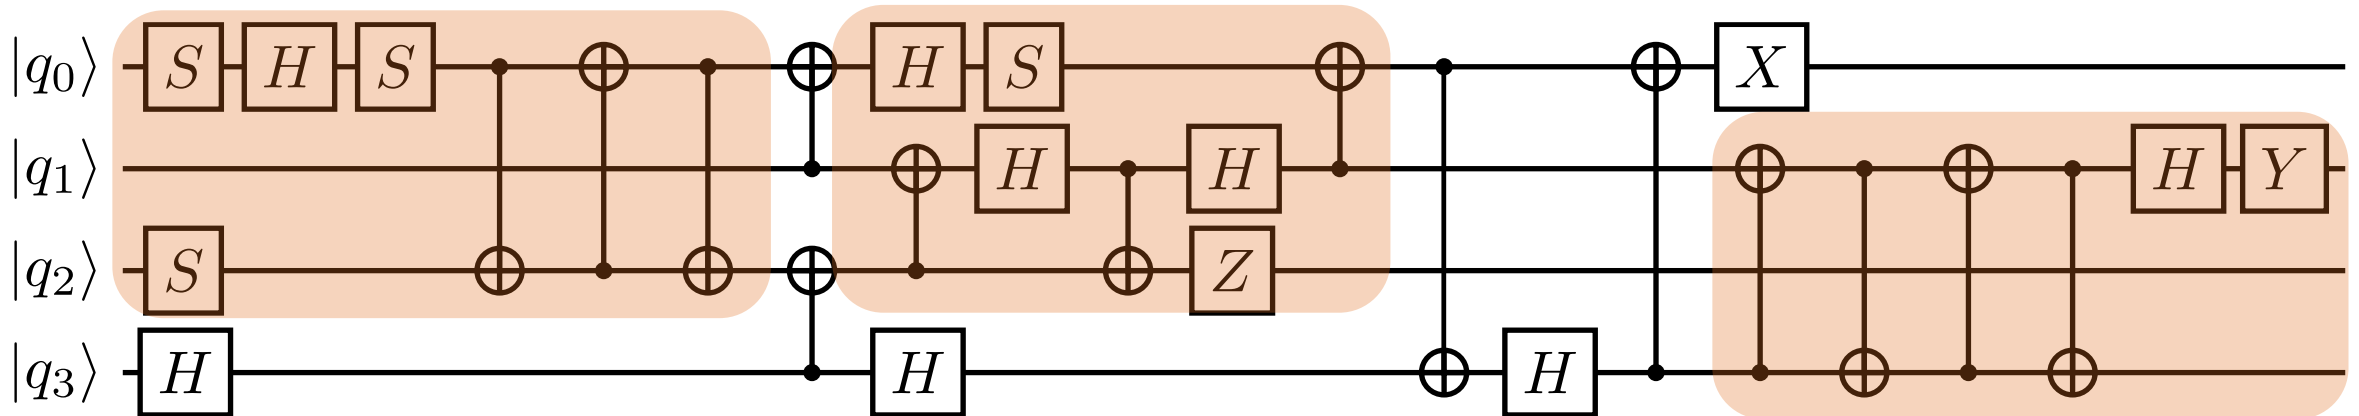 |q0⟩ S H S H S X
|q1⟩ H H H Y
|q2⟩ S Z
|q3⟩ H H H